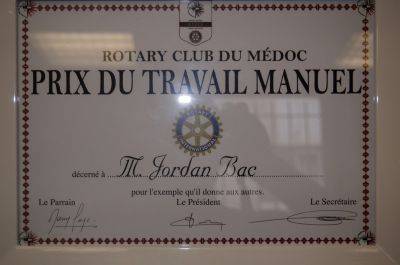 ROTARY CLUB DU MÉDOC
PRIX DU TRAVAIL MANUEL
décerné à M. Jordan Bac
pour l'exemple qu'il donne aux autres.
Le Parrain Le Président Le Secrétaire